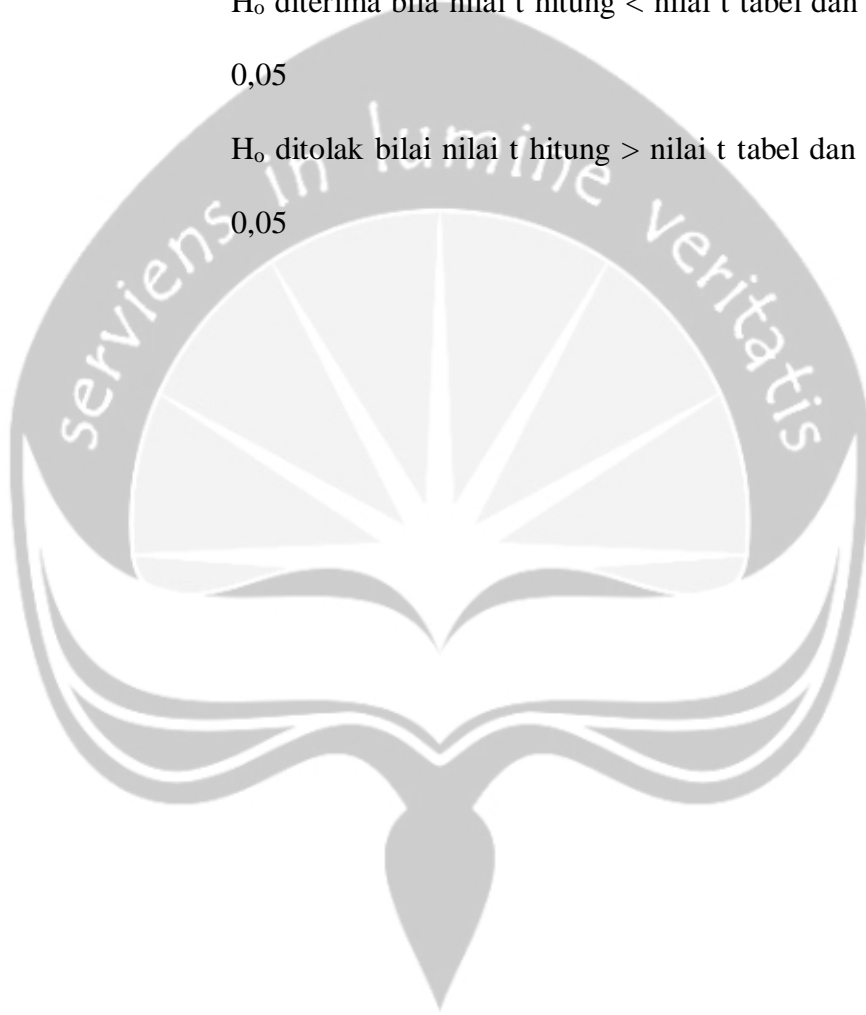 Hₒ diterima bila nilai t hitung < nilai t tabel dan
0,05
Hₒ ditolak bilai nilai t hitung > nilai t tabel dan
0,05
serviens in lumine veritatis